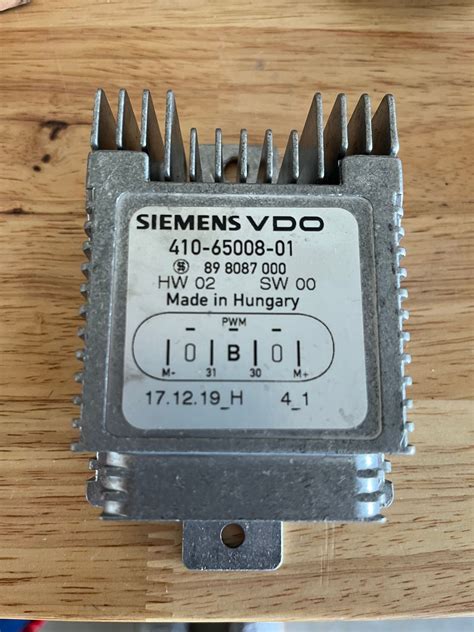 SIEMENS VDO
410-65008-01
89 8087 000
HW 02 SW 00
Made in Hungary
PWM
0 B 0
M- 31 30 M+
17.12.19_H 4_1